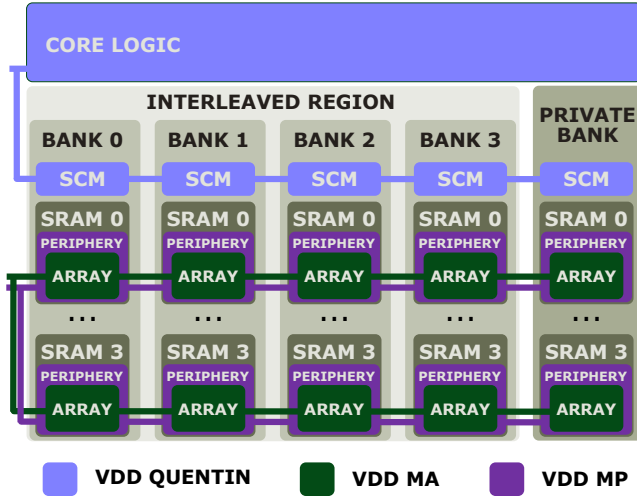 CORE LOGIC
INTERLEAVED REGION
PRIVATE
BANK
BANK 0 BANK 1 BANK 2 BANK 3
SCM SCM SCM SCM SCM
SRAM 0 SRAM 0 SRAM 0 SRAM 0 SRAM 0
PERIPHERY PERIPHERY PERIPHERY PERIPHERY PERIPHERY
ARRAY ARRAY ARRAY ARRAY ARRAY
... ... ... ... ...
SRAM 3 SRAM 3 SRAM 3 SRAM 3 SRAM 3
PERIPHERY PERIPHERY PERIPHERY PERIPHERY PERIPHERY
ARRAY ARRAY ARRAY ARRAY ARRAY
VDD QUENTIN VDD MA VDD MP